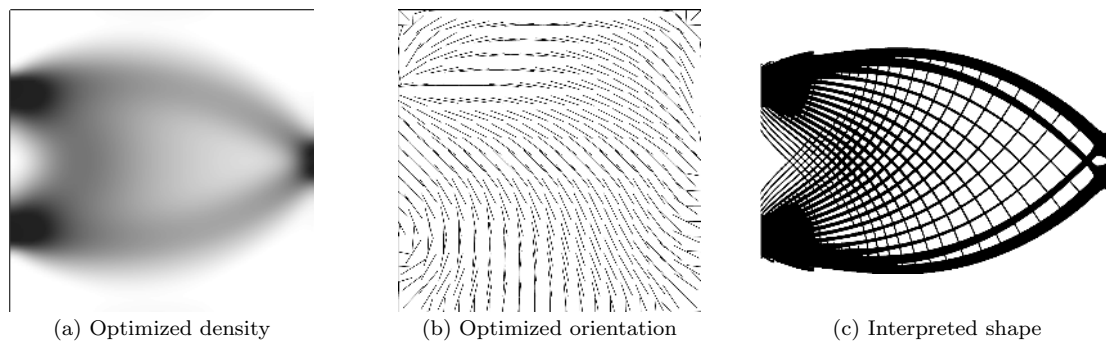 (a) Optimized density
(b) Optimized orientation
(c) Interpreted shape